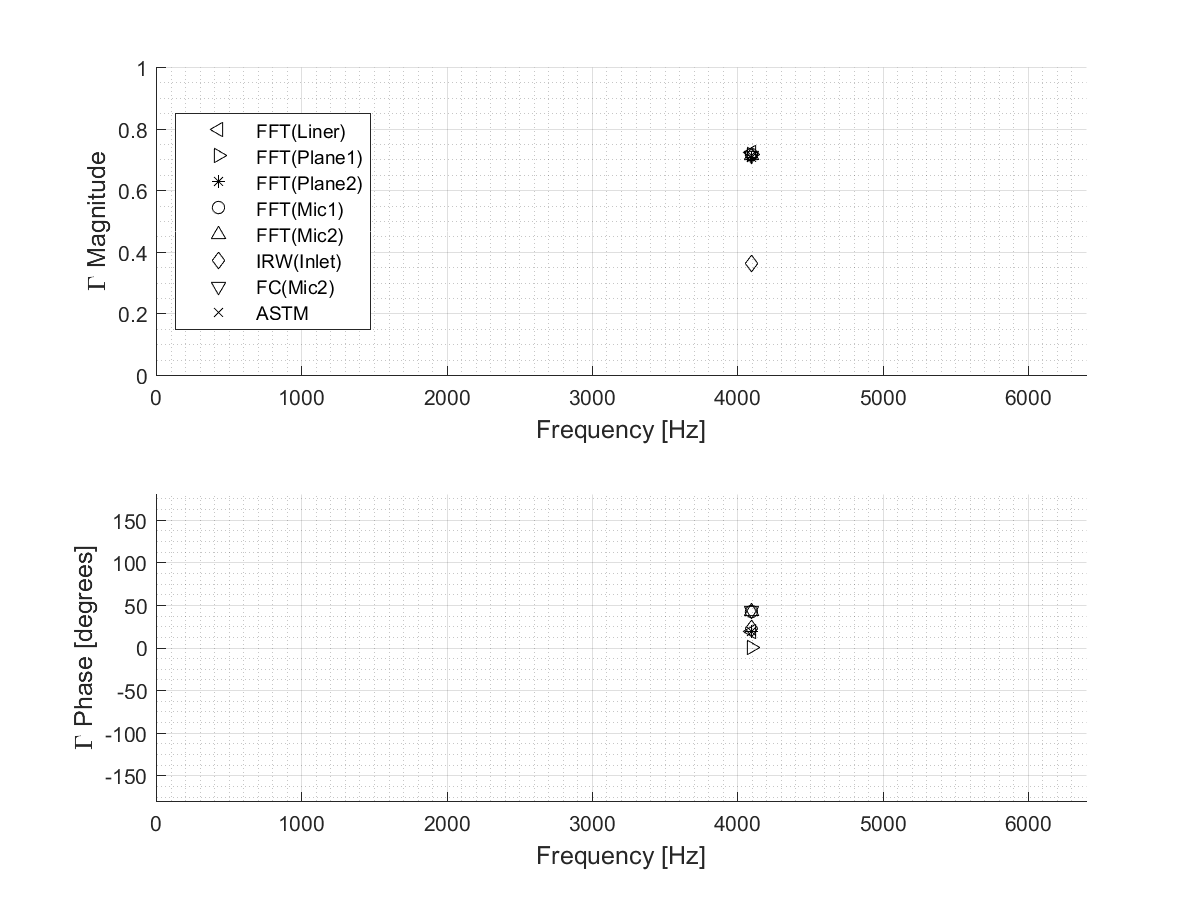 1
0.8
0.6
0.4
0.2
0
Γ Magnitude
FFT(Liner)
FFT(Plane1)
FFT(Plane2)
FFT(Mic1)
FFT(Mic2)
IRW(Inlet)
FC(Mic2)
ASTM
0 1000 2000 3000 4000 5000 6000
Frequency [Hz]
150
100
50
0
-50
-100
-150
Γ Phase [degrees]
0 1000 2000 3000 4000 5000 6000
Frequency [Hz]